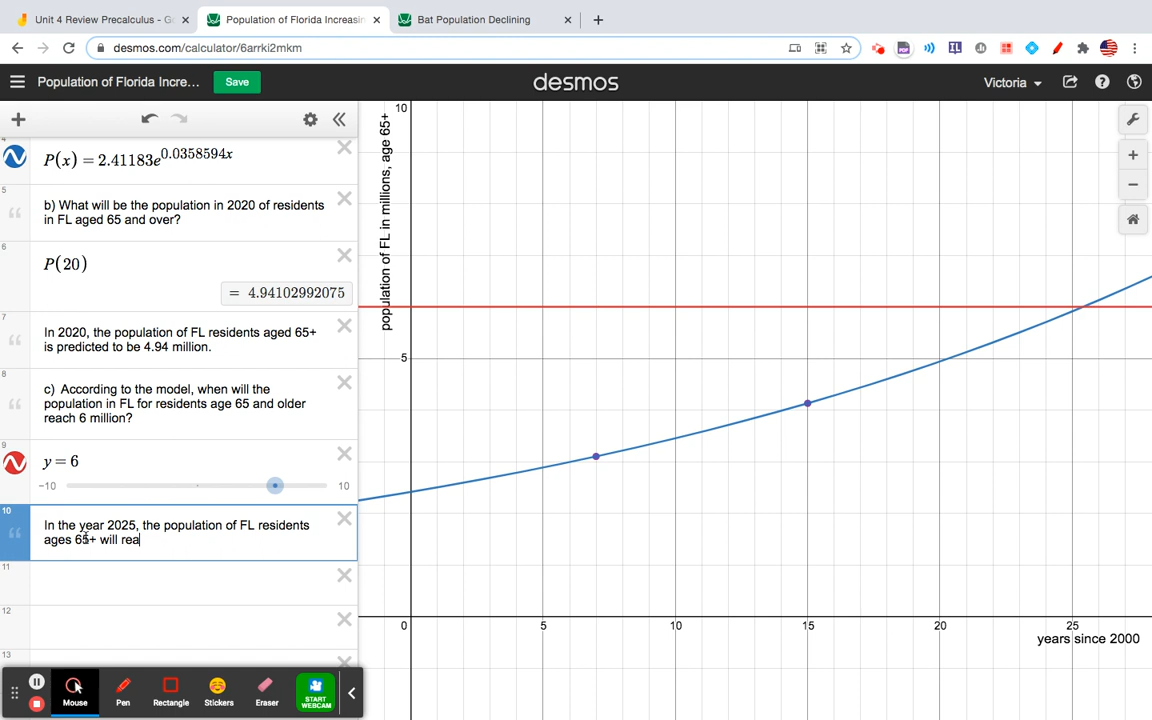 Unit 4 Review Precalculus - Go
Population of Florida Increasin
Bat Population Declining
desmos.com/calculator/6arrki2mkm
Population of Florida Incre...
Save
desmos
Victoria
4
P(x) = 2.41183e^0.0358594x
5
b) What will be the population in 2020 of residents
in FL aged 65 and over?
6
P(20)
= 4.94102992075
7
In 2020, the population of FL residents aged 65+
is predicted to be 4.94 million.
8
c) According to the model, when will the
population in FL for residents age 65 and older
reach 6 million?
9
y = 6
-10
10
10
In the year 2025, the population of FL residents
ages 65+ will rea
11
12
13
population of FL in millions, age 65+
10
5
0
5
10
15
20
25
years since 2000
Mouse
Pen
Rectangle
Stickers
Eraser
START
WEBCAM